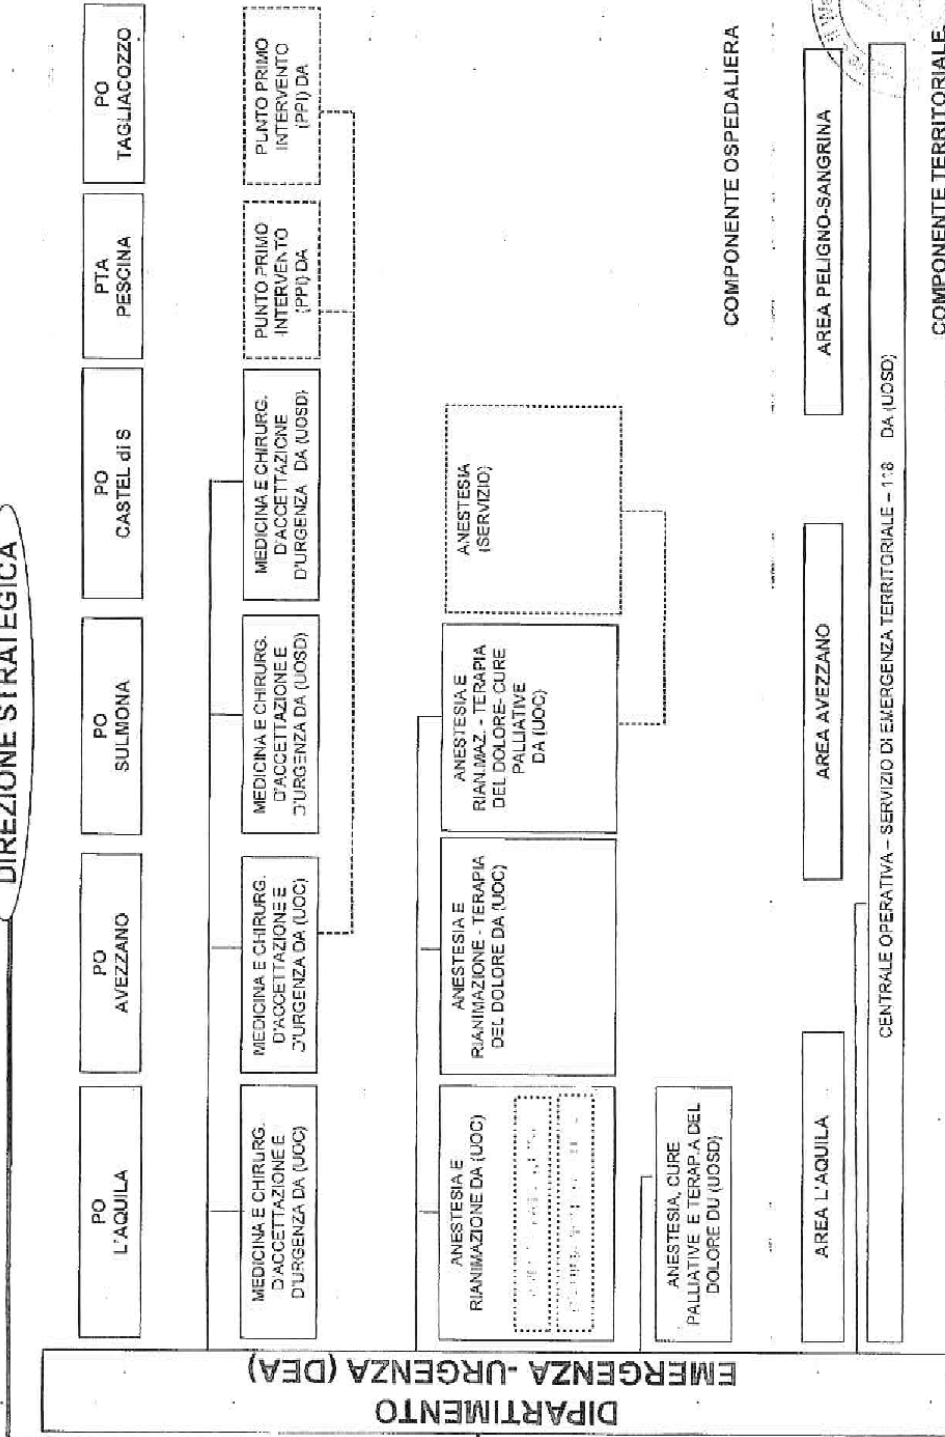 DIREZIONE STRATEGICA
DIPARTIMENTO
EMERGENZA -URGENZA (DEA)
PO
L'AQUILA
PO
AVEZZANO
PO
SULMONA
PO
CASTEL di S
PTA
PESCINA
PO
TAGLIACOZZO
MEDICINA E CHIRURG.
D'ACCETTAZIONE E
D'URGENZA DA (UOC)
MEDICINA E CHIRURG.
D'ACCETTAZIONE E
D'URGENZA DA (UOC)
MEDICINA E CHIRURG.
D'ACCETTAZIONE E
D'URGENZA DA (UOSD)
MEDICINA E CHIRURG.
D'ACCETTAZIONE
D'URGENZA DA (UOSD)
PUNTO PRIMO
INTERVENTO
(PPI) DA
PUNTO PRIMO
INTERVENTO
(PPI) DA
ANESTESIA E
RIANIMAZIONE DA (UOC)
ANESTESIA E
RIANIMAZIONE - TERAPIA
DEL DOLORE DA (UOC)
ANESTESIA E
RIAN.MAZ. - TERAPIA
DEL DOLORE- CURE
PALLIATIVE
DA (UOC)
ANESTESIA
(SERVIZIO)
ANESTESIA, CURE
PALLIATIVE E TERAP.A DEL
DOLORE DU (UOSD)
COMPONENTE OSPEDALIERA
AREA L'AQUILA
AREA AVEZZANO
AREA PELIGNO-SANGRINA
CENTRALE OPERATIVA – SERVIZIO DI EMERGENZA TERRITORIALE – 118 DA (UOSD)
COMPONENTE TERRITORIALE